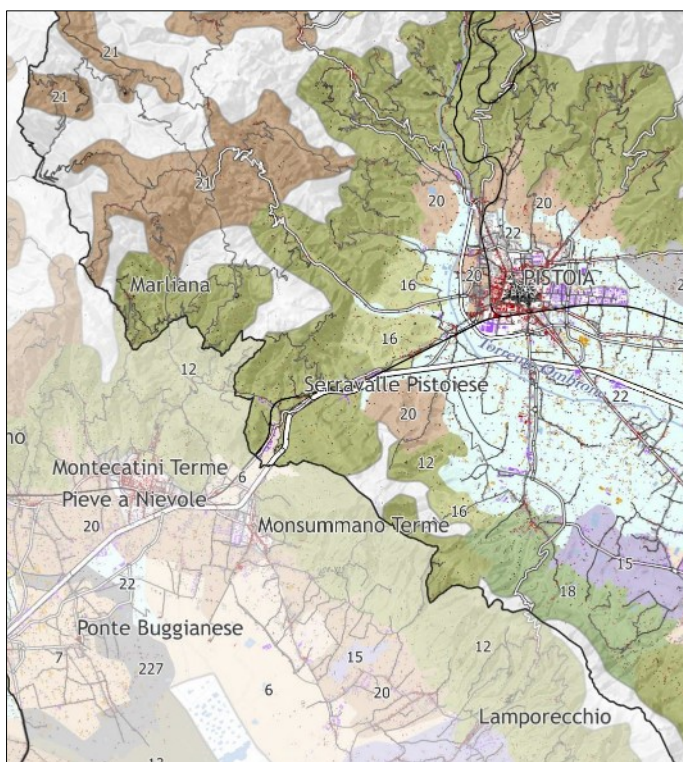 21
21
21
20
20
22
Marliana
20
PISTOIA
16
16
Torrente Ombrone
12
Serravalle Pistoiese
22
20
12
Montecatini Terme
6
Pieve a Nievole
16
Monsummano Terme
20
15
22
18
Ponte Buggianese
12
7
15
227
6
20
Lamporecchio